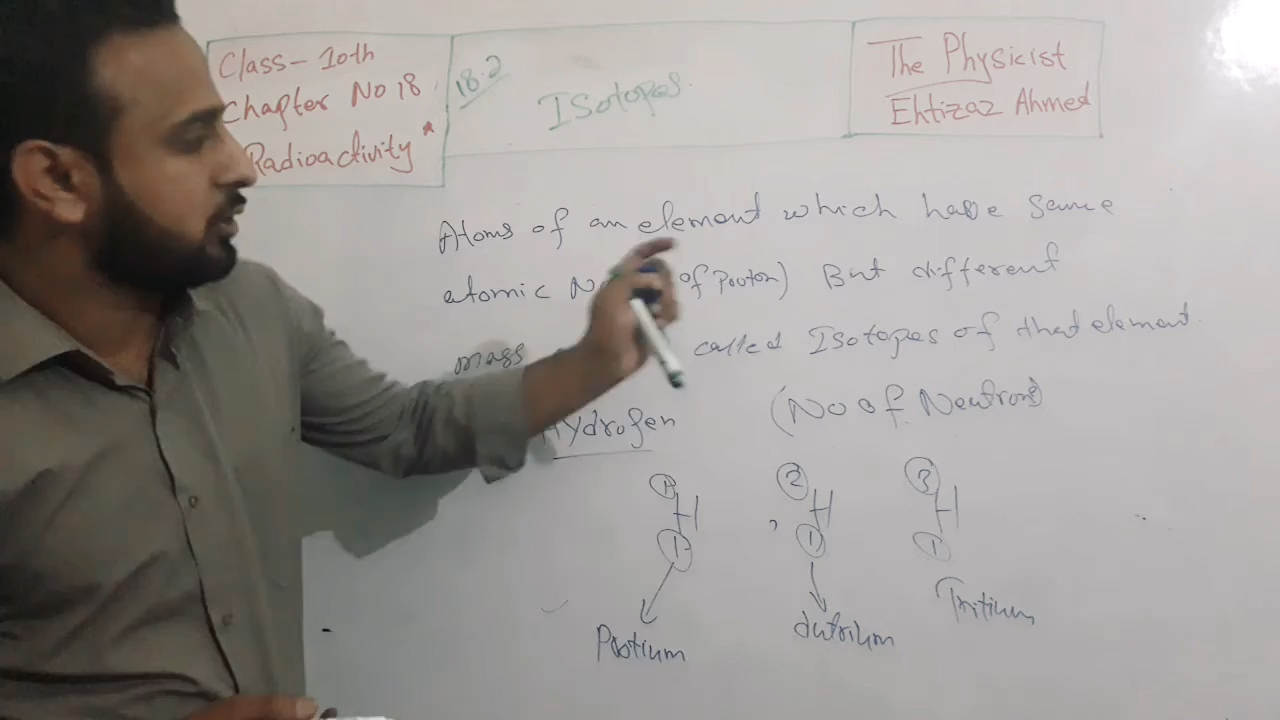 Class-10th
Chapter No 18
Radioactivity *
18.2
Isotopes
The Physicist
Ehtizaz Ahmed
Atoms of an element which have same
atomic No of Proton) But different
mass called Isotopes of that element
Hydrogen (No of Neutrons)
1 2 3
H , H H
1 1 1
Protium dutrium Tritium